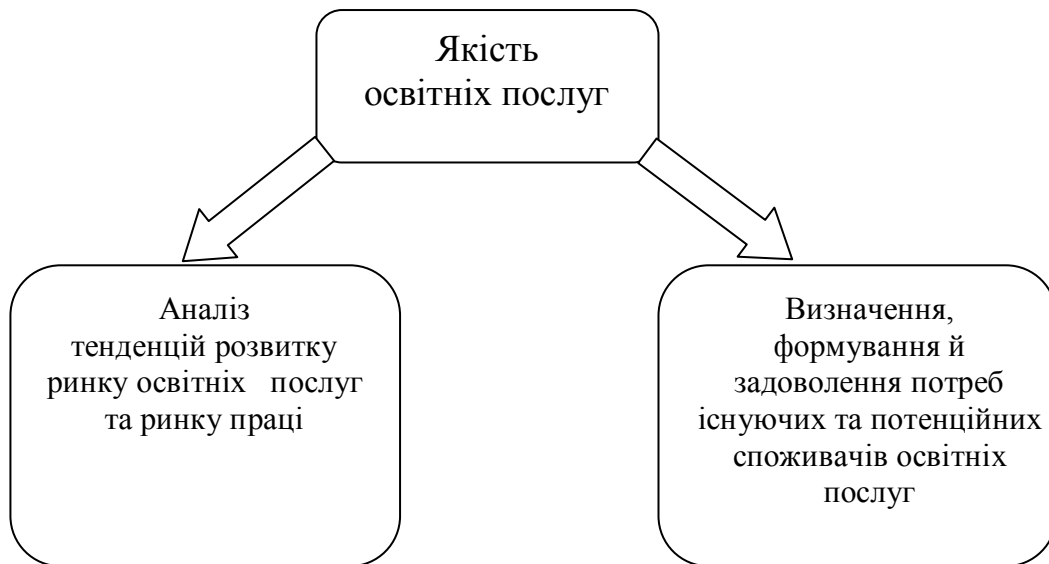 Якість
освітніх послуг
Аналіз
тенденцій розвитку
ринку освітніх послуг
та ринку праці
Визначення,
формування й
задоволення потреб
існуючих та потенційних
споживачів освітніх
послуг